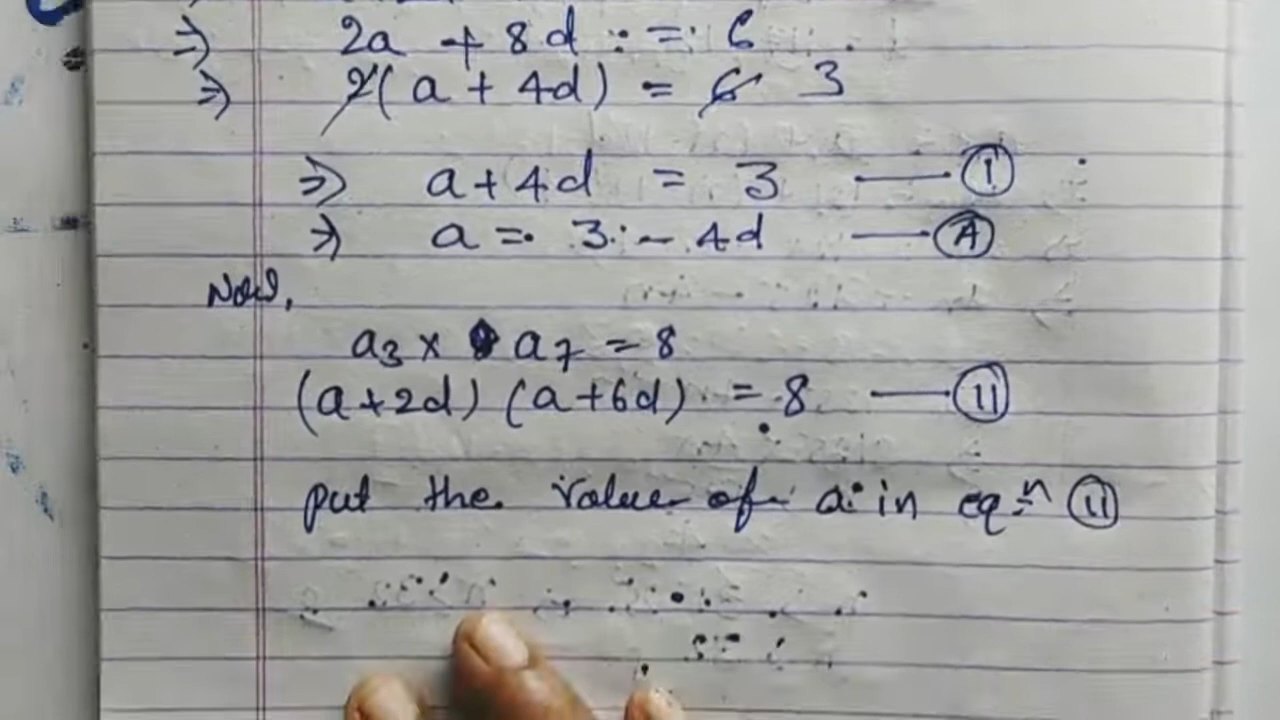 ⇒ 2a + 8d = 6
⇒ 2(a + 4d) = 6 3
⇒ a + 4d = 3 — I
⇒ a = 3 - 4d — A
Now,
a₃ × a₇ = 8
(a+2d) (a+6d) = 8 — II
put the value of a in eqn II